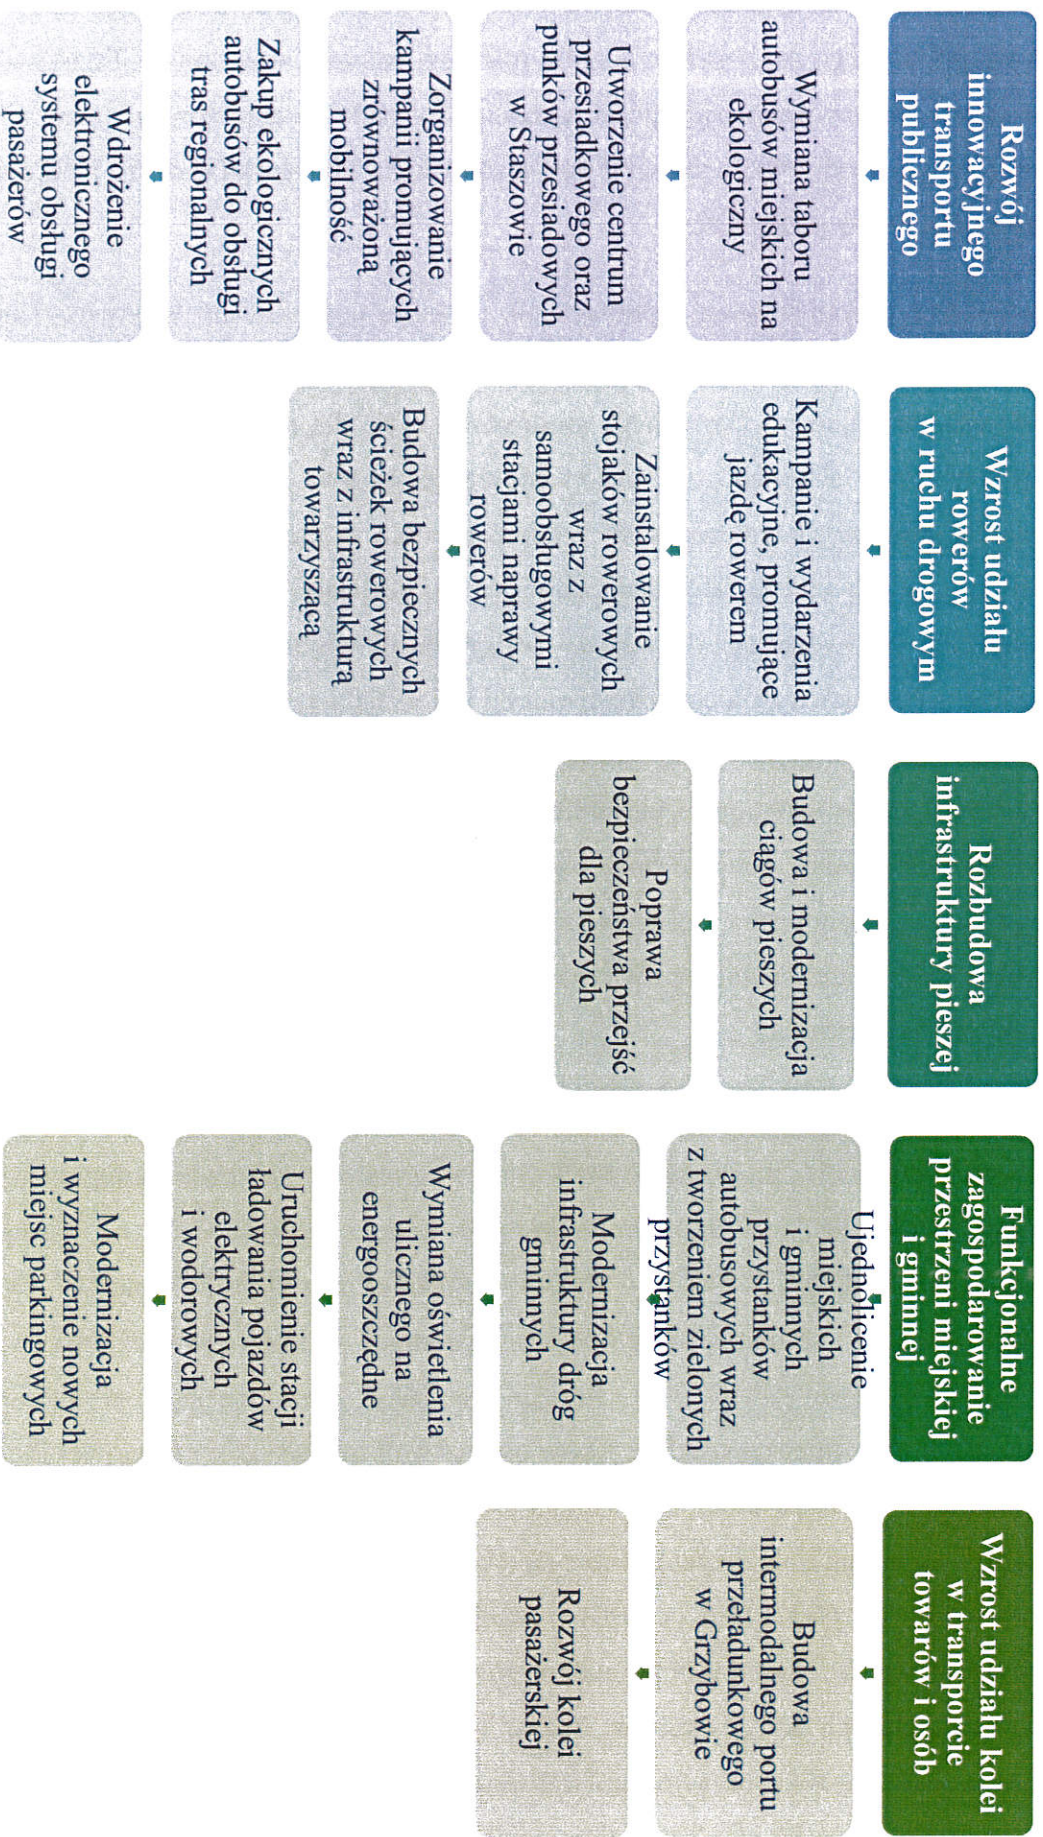 Rozwój
innowacyjnego
transportu
publicznego
Wymiana taboru
autobusów miejskich na
ekologiczny
Utworzenie centrum
przesiadkowego oraz
punków przesiadowych
w Staszowie
Zorganizowanie
kampanii promujących
zrównoważoną
mobilność
Zakup ekologicznych
autobusów do obsługi
tras regionalnych
Wdrożenie
elektronicznego
systemu obsługi
pasażerów
Wzrost udziału
rowerów
w ruchu drogowym
Kampanie i wydarzenia
edukacyjne, promujące
jazdę rowerem
Zainstalowanie
stojaków rowerowych
wraz z
samoobsługowymi
stacjami naprawy
rowerów
Budowa bezpiecznych
ścieżek rowerowych
wraz z infrastrukturą
towarzyszącą
Rozbudowa
infrastruktury pieszej
Budowa i modernizacja
ciągów pieszych
Poprawa
bezpieczeństwa przejść
dla pieszych
Funkcjonalne
zagospodarowanie
przestrzeni miejskiej
i gminnej
Ujednolicenie
miejskich
i gminnych
przystanków
autobusowych wraz
z tworzeniem zielonych
przystanków
Modernizacja
infrastruktury dróg
gminnych
Wymiana oświetlenia
ulicznego na
energooszczędne
Uruchomienie stacji
ładowania pojazdów
elektrycznych
i wodorowych
Modernizacja
i wyznaczenie nowych
miejsc parkingowych
Wzrost udziału kolei
w transporcie
towarów i osób
Budowa
intermodalnego portu
przeładunkowego
w Grzybowie
Rozwój kolei
pasażerskiej